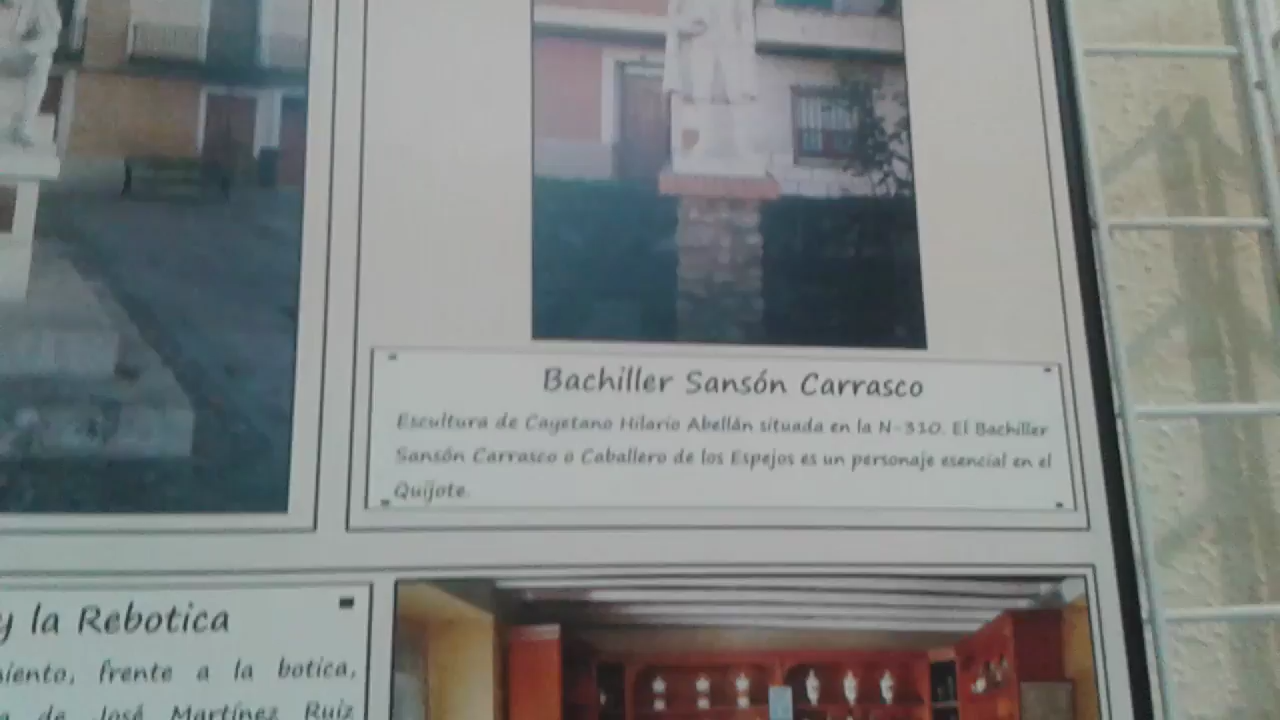 Bachiller Sansón Carrasco
Escultura de Cayetano Hilario Abellán situada en la N-310. El Bachiller
Sansón Carrasco o Caballero de los Espejos es un personaje esencial en el
Quijote.
y la Rebotica
frente a la botica,
de José Martínez Ruiz